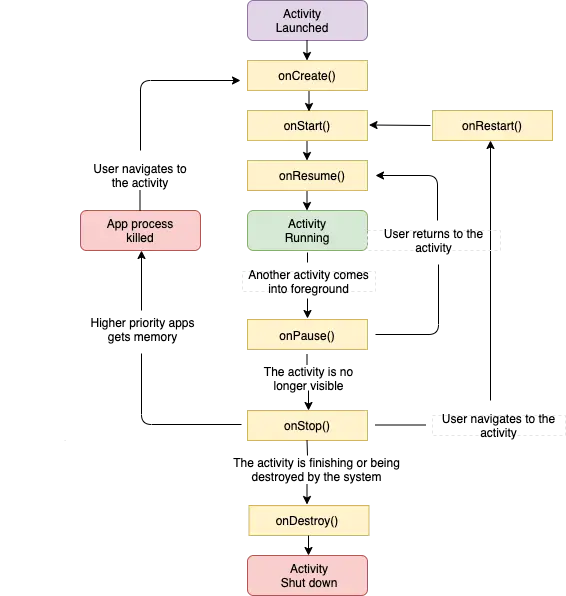 Activity
Launched
onCreate()
onStart()
onRestart()
User navigates to
the activity
onResume()
App process
killed
Activity
Running
User returns to the
activity
Another activity comes
into foreground
Higher priority apps
gets memory
onPause()
The activity is no
longer visible
onStop()
User navigates to the
activity
The activity is finishing or being
destroyed by the system
onDestroy()
Activity
Shut down